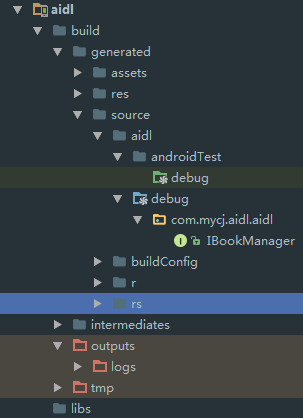 aidl
build
generated
assets
res
source
aidl
androidTest
debug
debug
com.mycj.aidl.aidl
IBookManager
buildConfig
r
rs
intermediates
outputs
logs
tmp
libs